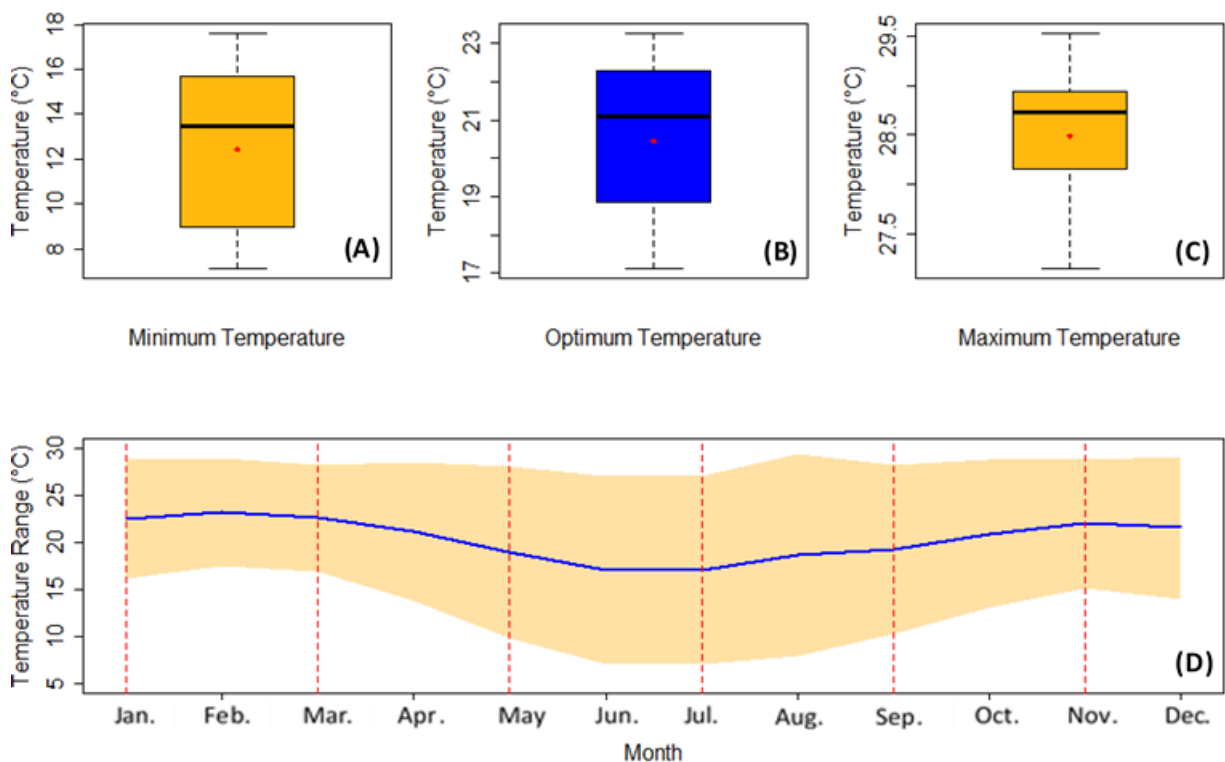 Temperature (°C)
18
16
14
12
10
8
(A)
Minimum Temperature
Temperature (°C)
23
21
19
17
(B)
Optimum Temperature
Temperature (°C)
29.5
28.5
27.5
(C)
Maximum Temperature
Temperature Range (°C)
30
25
20
15
10
5
(D)
Jan. Feb. Mar. Apr. May Jun. Jul. Aug. Sep. Oct. Nov. Dec.
Month